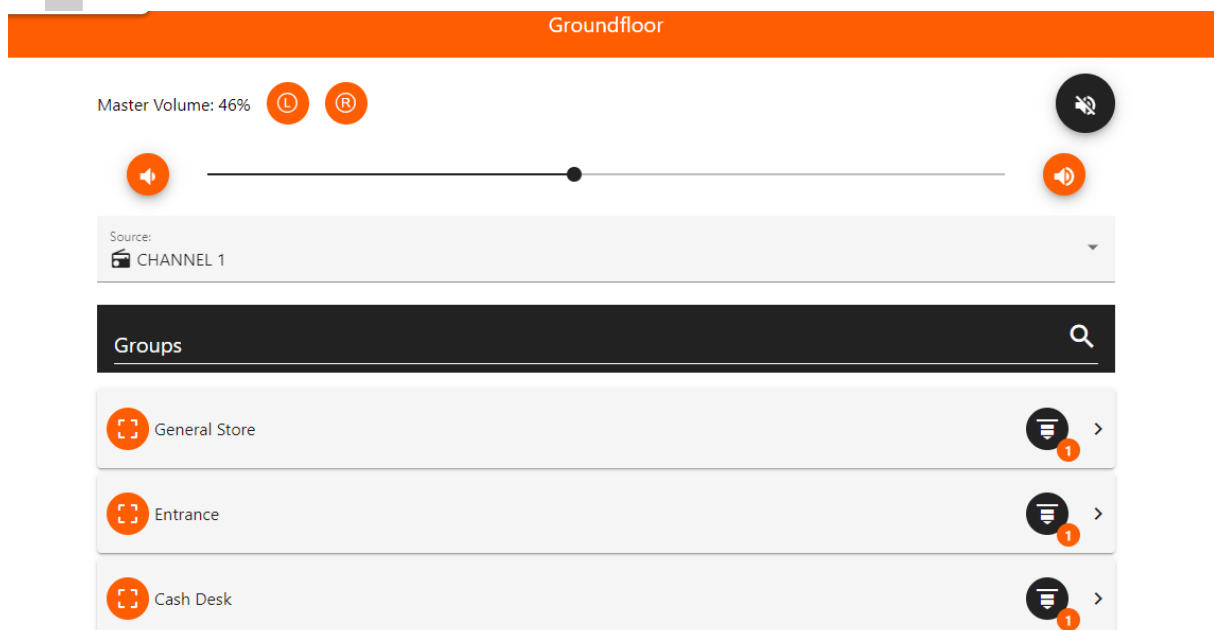 Groundfloor
Master Volume: 46% L R
Source:
CHANNEL 1
Groups
General Store
1
Entrance
1
Cash Desk
1